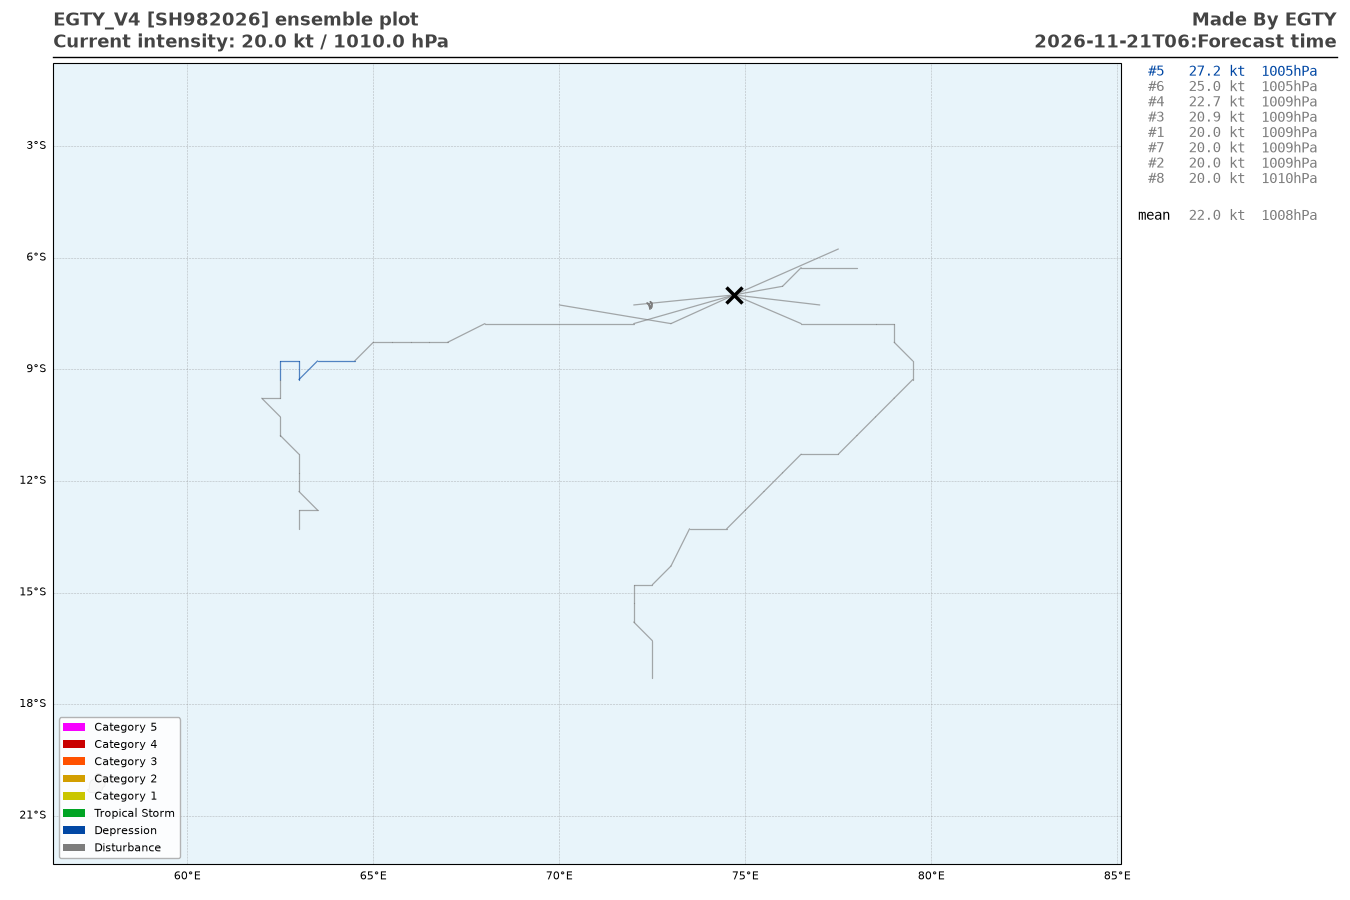 EGTY_V4 [SH982026] ensemble plot
Current intensity: 20.0 kt / 1010.0 hPa
Made By EGTY
2026-11-21T06:Forecast time
#5 27.2 kt 1005hPa
#6 25.0 kt 1005hPa
#4 22.7 kt 1009hPa
#3 20.9 kt 1009hPa
#1 20.0 kt 1009hPa
#7 20.0 kt 1009hPa
#2 20.0 kt 1009hPa
#8 20.0 kt 1010hPa
mean 22.0 kt 1008hPa
3°S
6°S
9°S
12°S
15°S
18°S
21°S
Category 5
Category 4
Category 3
Category 2
Category 1
Tropical Storm
Depression
Disturbance
60°E 65°E 70°E 75°E 80°E 85°E